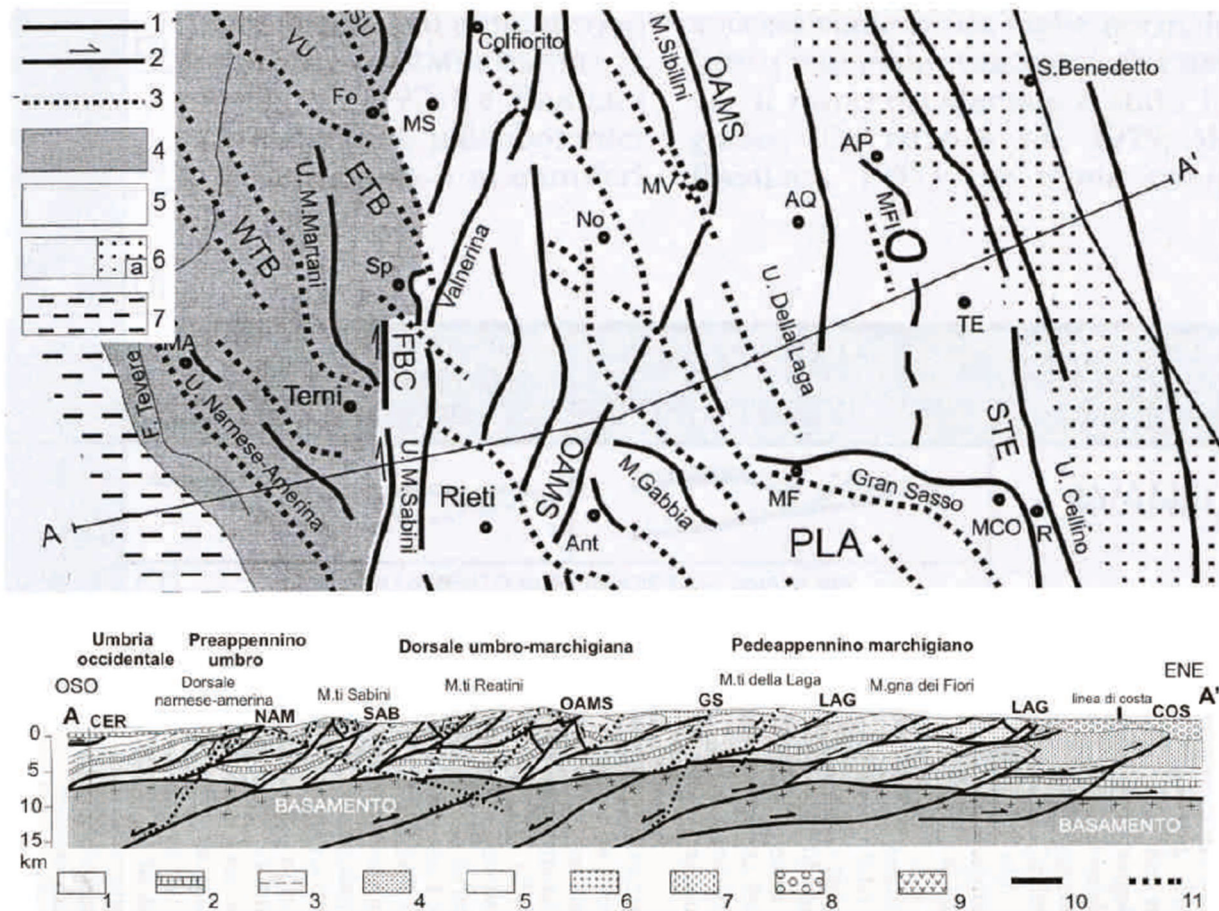 1
2
3
4
5
a 6
7
VU
Fo
MS
Colfiorito
M.Sibillini
OAMS
S.Benedetto
AP
A'
WTB
U.M.Martani
ETB
Sp
Valnerina
No
MV
AQ
MFI
U. Della Laga
TE
MA
F. Tevere
U. Narnese-Amerina
Terni
FBC
U.M.Sabini
Rieti
OAMS
Ant
M.Gabbia
MF
Gran Sasso
PLA
STE
MCO
R
U. Cellino
A
Umbria occidentale
Preappennino umbro
Dorsale umbro-marchigiana
Pedeappennino marchigiano
OSO
ENE
Dorsale narnese-amerina
M.ti Sabini
M.ti Reatini
M.ti della Laga
M.gna dei Fiori
linea di costa
A
CER
NAM
SAB
OAMS
GS
LAG
LAG
COS
A'
0
5
10
15
km
BASAMENTO
BASAMENTO
1 2 3 4 5 6 7 8 9 10 11